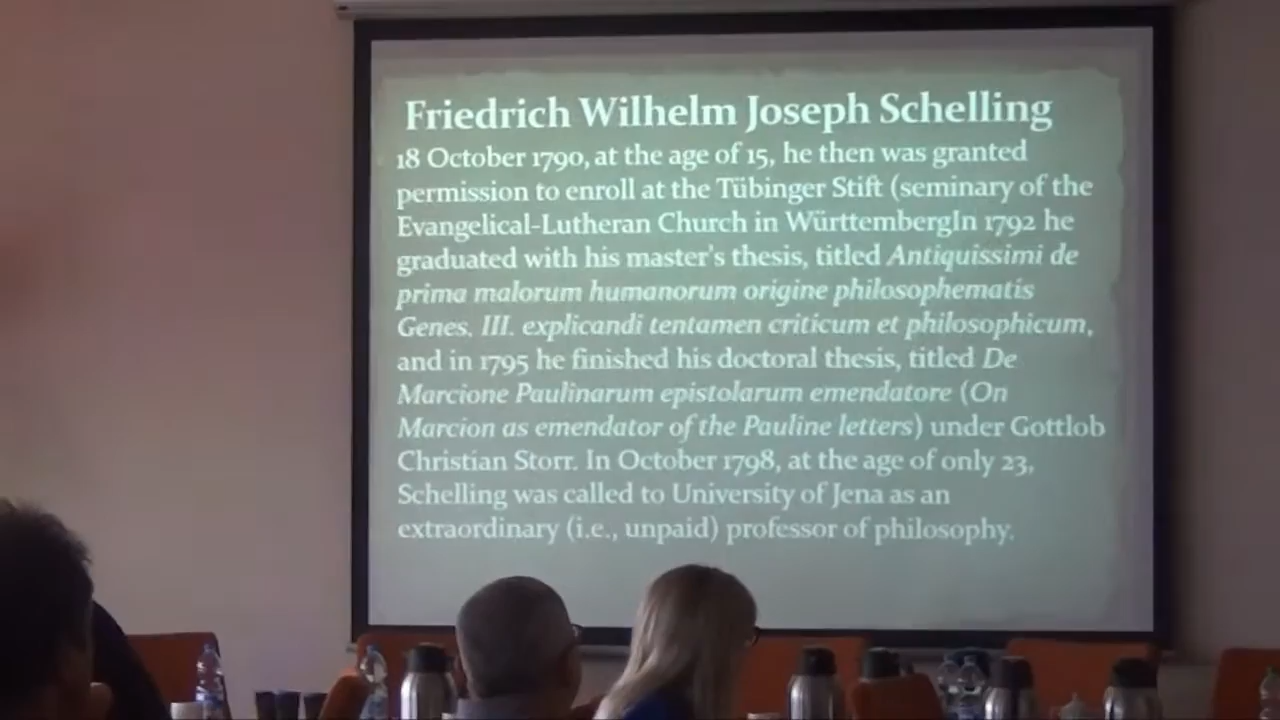 Friedrich Wilhelm Joseph Schelling
18 October 1790, at the age of 15, he then was granted
permission to enroll at the Tübinger Stift (seminary of the
Evangelical-Lutheran Church in WürttembergIn 1792 he
graduated with his master's thesis, titled Antiquissimi de
prima malorum humanorum origine philosophematis
Genes. III. explicandi tentamen criticum et philosophicum,
and in 1795 he finished his doctoral thesis, titled De
Marcione Paulinarum epistolarum emendatore (On
Marcion as emendator of the Pauline letters) under Gottlob
Christian Storr. In October 1798, at the age of only 23,
Schelling was called to University of Jena as an
extraordinary (i.e., unpaid) professor of philosophy.